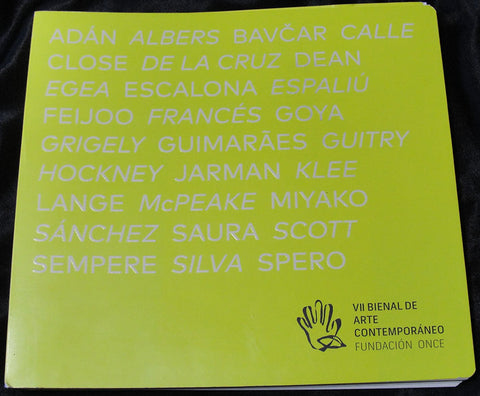 ADÁN ALBERS BAVČAR CALLE
CLOSE DE LA CRUZ DEAN
EGEA ESCALONA ESPALIÚ
FEIJOO FRANCÉS GOYA
GRIGELY GUIMARÃES GUITRY
HOCKNEY JARMAN KLEE
LANGE McPEAKE MIYAKO
SÁNCHEZ SAURA SCOTT
SEMPERE SILVA SPERO
VII BIENAL DE
ARTE
CONTEMPORÁNEO
FUNDACIÓN ONCE